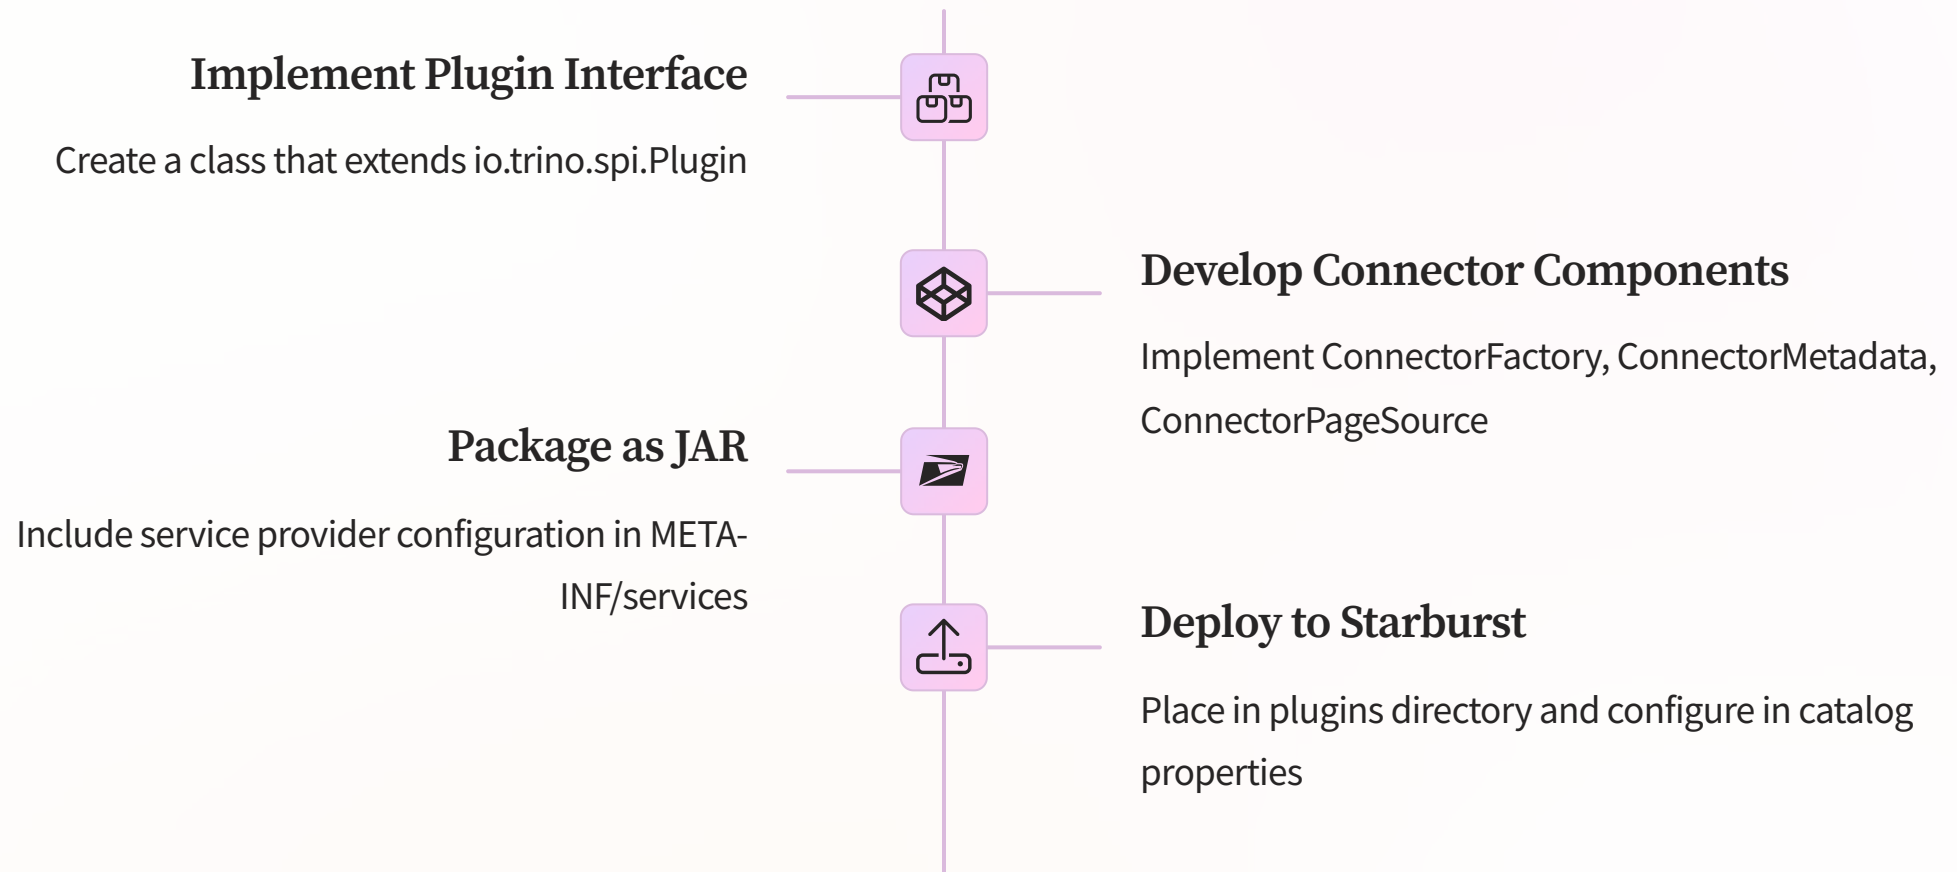 Implement Plugin Interface
Create a class that extends io.trino.spi.Plugin
Develop Connector Components
Implement ConnectorFactory, ConnectorMetadata,
ConnectorPageSource
Package as JAR
Include service provider configuration in META-
INF/services
Deploy to Starburst
Place in plugins directory and configure in catalog
properties